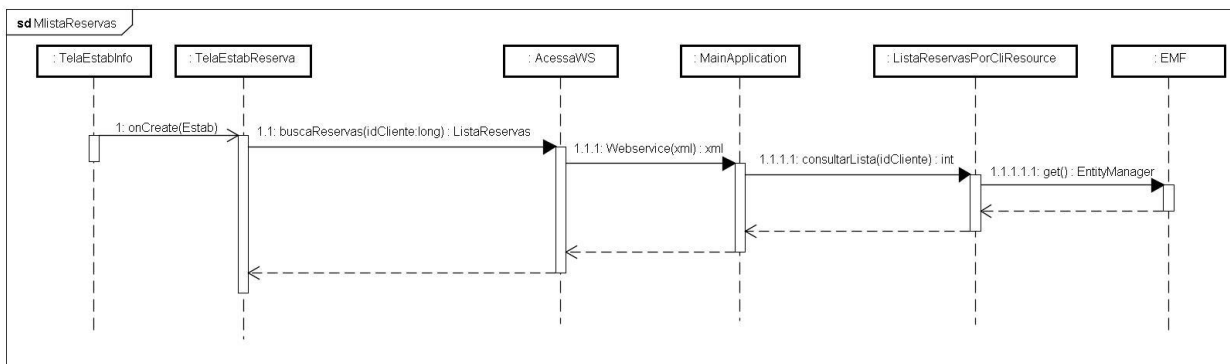 sd MlistaReservas
: TelaEstabInfo
: TelaEstabReserva
: AcessaWS
: MainApplication
: ListaReservasPorCliResource
: EMF
1: onCreate(Estab)
1.1: buscaReservas(idCliente:long) : ListaReservas
1.1.1: Webservice(xml) : xml
1.1.1.1: consultarLista(idCliente) : int
1.1.1.1.1: get() : EntityManager